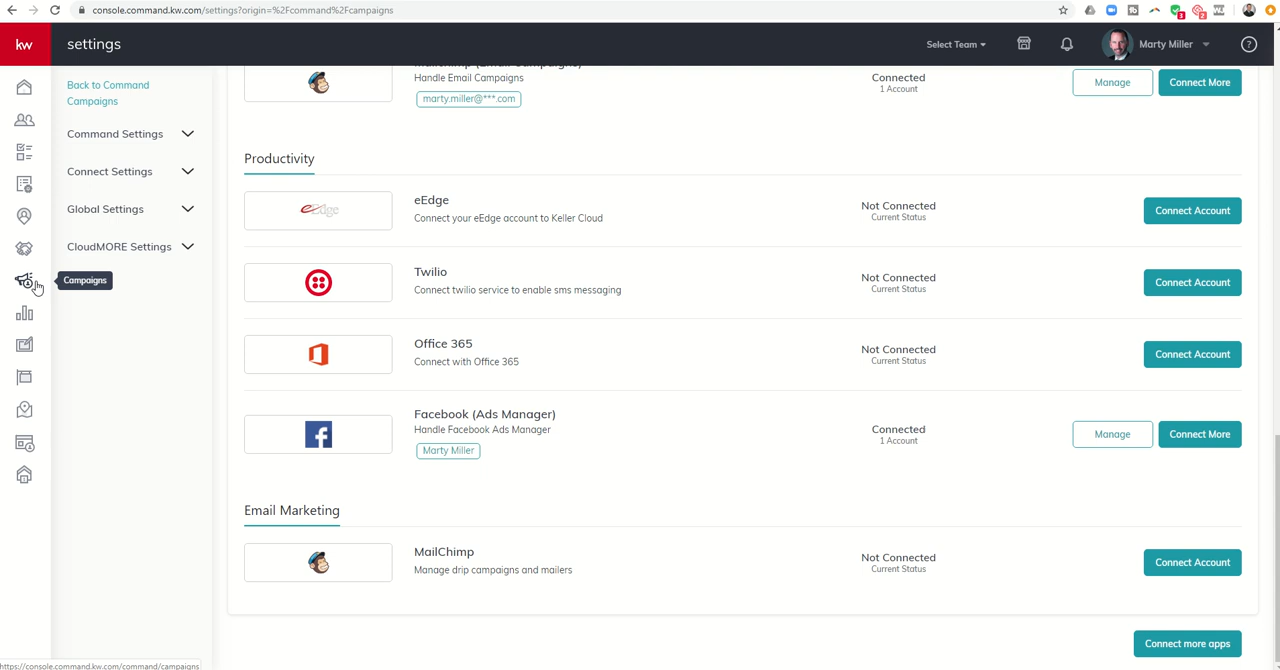 console.command.kw.com/settings?origin=%2Fcommand%2Fcampaigns
3
2
kw
settings
Select Team
Marty Miller
?
Back to Command
Campaigns
Command Settings
Connect Settings
Global Settings
CloudMORE Settings
Campaigns
Mailchimp (Email Campaigns)
Handle Email Campaigns
marty.miller@***.com
Connected
1 Account
Manage
Connect More
Productivity
eEdge
eEdge
Connect your eEdge account to Keller Cloud
Not Connected
Current Status
Connect Account
Twilio
Connect twilio service to enable sms messaging
Not Connected
Current Status
Connect Account
Office 365
Connect with Office 365
Not Connected
Current Status
Connect Account
Facebook (Ads Manager)
Handle Facebook Ads Manager
Marty Miller
Connected
1 Account
Manage
Connect More
Email Marketing
MailChimp
Manage drip campaigns and mailers
Not Connected
Current Status
Connect Account
Connect more apps
https://console.command.kw.com/command/campaigns